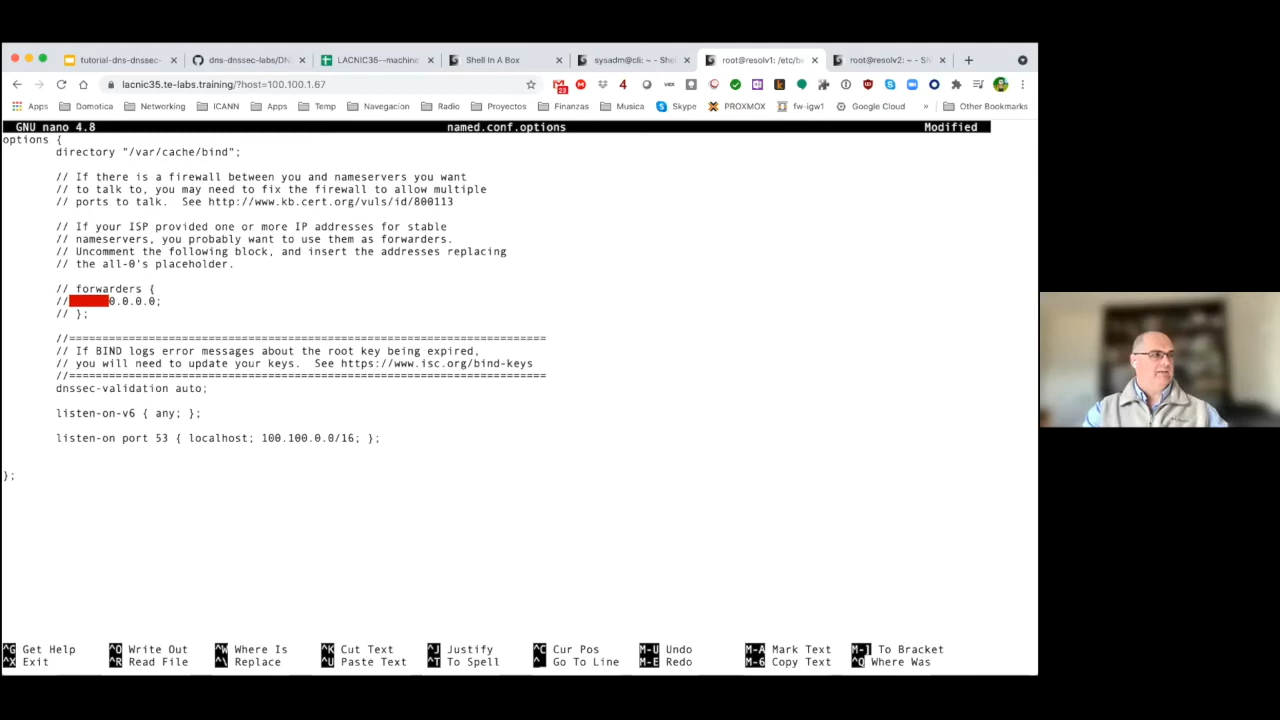 tutorial-dns-dnssec- dns-dnssec-labs/DN LACNIC35--machine Shell In A Box sysadm@cli: ~ - She root@resolv1: /etc/b root@resolv2: ~ - Sh
lacnic35.te-labs.training/?host=100.100.1.67
Apps Domotica Networking ICANN Apps Temp Navegacion Radio Proyectos Finanzas Musica Skype PROXMOX fw-igw1 Google Cloud » Other Bookmarks
GNU nano 4.8 named.conf.options Modified
options {
directory "/var/cache/bind";
// If there is a firewall between you and nameservers you want
// to talk to, you may need to fix the firewall to allow multiple
// ports to talk.  See http://www.kb.cert.org/vuls/id/800113
// If your ISP provided one or more IP addresses for stable
// nameservers, you probably want to use them as forwarders.
// Uncomment the following block, and insert the addresses replacing
// the all-0's placeholder.
// forwarders {
// 0.0.0.0;
// };
//========================================================================
// If BIND logs error messages about the root key being expired,
// you will need to update your keys.  See https://www.isc.org/bind-keys
//========================================================================
dnssec-validation auto;
listen-on-v6 { any; };
listen-on port 53 { localhost; 100.100.0.0/16; };
};
^G Get Help ^O Write Out ^W Where Is ^K Cut Text ^J Justify ^C Cur Pos M-U Undo M-A Mark Text M-] To Bracket
^X Exit ^R Read File ^\ Replace ^U Paste Text ^T To Spell ^_ Go To Line M-E Redo M-6 Copy Text ^Q Where Was